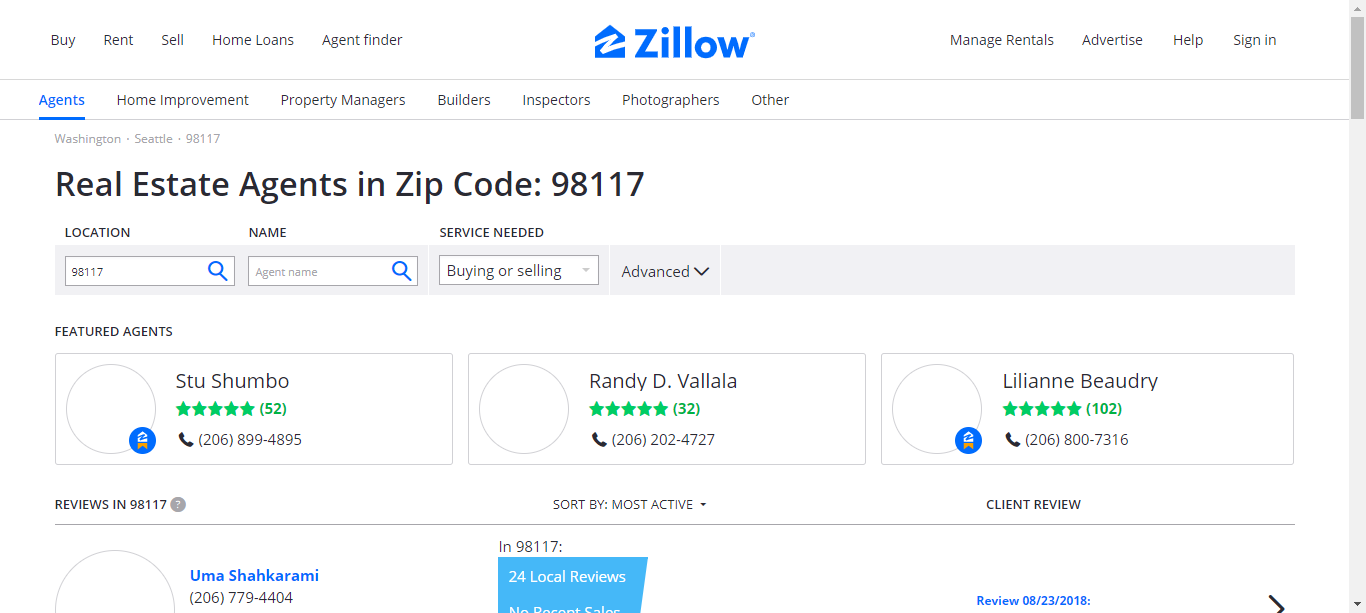 Buy Rent Sell Home Loans Agent finder Zillow® Manage Rentals Advertise Help Sign in
Agents Home Improvement Property Managers Builders Inspectors Photographers Other
Washington · Seattle · 98117
Real Estate Agents in Zip Code: 98117
LOCATION NAME SERVICE NEEDED
98117 Agent name Buying or selling Advanced
FEATURED AGENTS
Stu Shumbo
(52)
(206) 899-4895
Randy D. Vallala
(32)
(206) 202-4727
Lilianne Beaudry
(102)
(206) 800-7316
REVIEWS IN 98117 ? SORT BY: MOST ACTIVE CLIENT REVIEW
Uma Shahkarami
(206) 779-4404
In 98117:
24 Local Reviews
No Recent Sales
Review 08/23/2018: